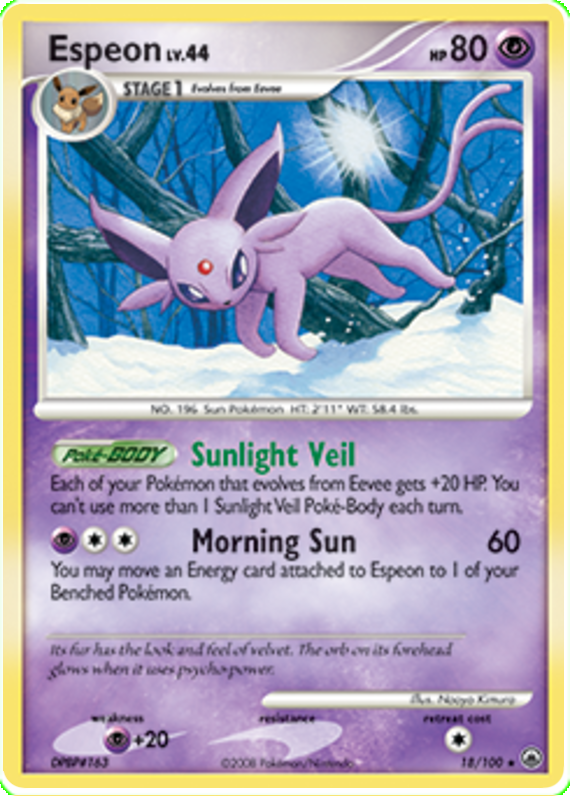 Espeon LV.44 HP 80
STAGE 1 Evolves from Eevee
NO. 196 Sun Pokémon HT: 2'11" WT: 58.4 lbs.
Poké-BODY Sunlight Veil
Each of your Pokémon that evolves from Eevee gets +20 HP. You
can't use more than 1 Sunlight Veil Poké-Body each turn.
Morning Sun 60
You may move an Energy card attached to Espeon to 1 of your
Benched Pokémon.
Its fur has the look and feel of velvet. The orb on its forehead
glows when it uses psycho-power.
Illus. Naoyo Kimura
weakness resistance retreat cost
+20
DPBP#163 ©2008 Pokémon/Nintendo 18/100 ★